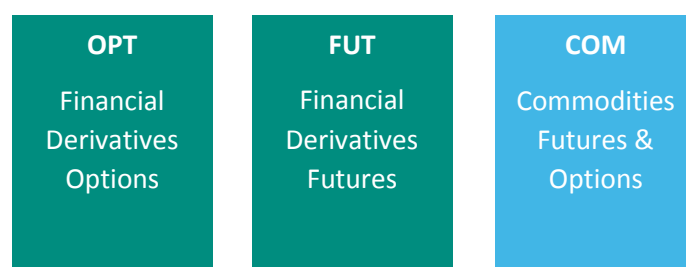 OPT
Financial
Derivatives
Options
FUT
Financial
Derivatives
Futures
COM
Commodities
Futures &
Options